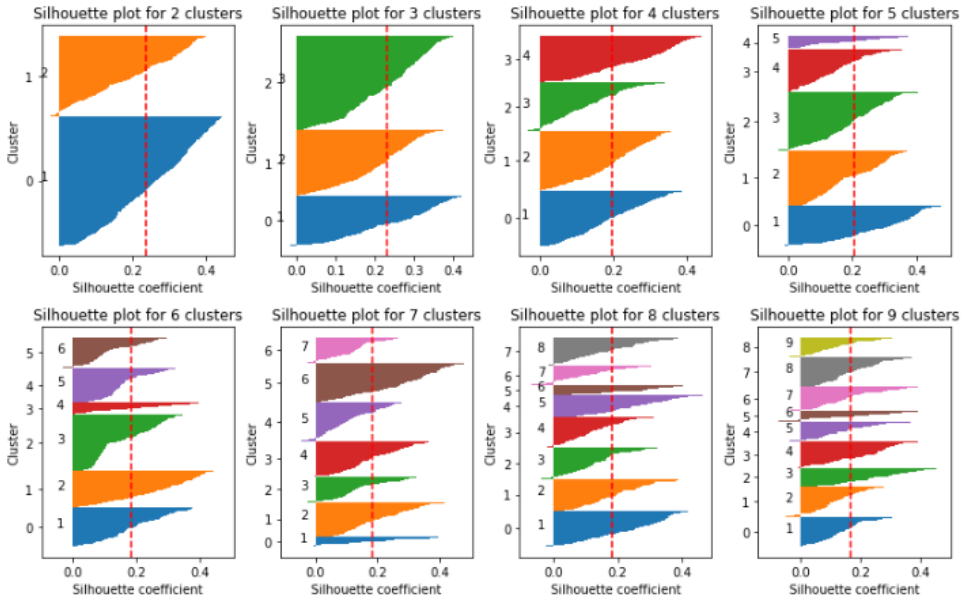 Silhouette plot for 2 clusters
Cluster
1
0
2
1
0.0 0.2 0.4
Silhouette coefficient
Silhouette plot for 3 clusters
Cluster
2
1
0
3
2
1
0.0 0.1 0.2 0.3 0.4
Silhouette coefficient
Silhouette plot for 4 clusters
Cluster
3
2
1
0
4
3
2
1
0.0 0.2 0.4
Silhouette coefficient
Silhouette plot for 5 clusters
Cluster
4
3
2
1
0
5
4
3
2
1
0.0 0.2 0.4
Silhouette coefficient
Silhouette plot for 6 clusters
Cluster
5
4
3
2
1
0
6
5
4
3
2
1
0.0 0.2 0.4
Silhouette coefficient
Silhouette plot for 7 clusters
Cluster
6
5
4
3
2
1
0
7
6
5
4
3
2
1
0.0 0.2 0.4
Silhouette coefficient
Silhouette plot for 8 clusters
Cluster
7
6
5
4
3
2
1
0
8
7
6
5
4
3
2
1
0.0 0.2 0.4
Silhouette coefficient
Silhouette plot for 9 clusters
Cluster
8
7
6
5
4
3
2
1
0
9
8
7
6
5
4
3
2
1
0.0 0.2 0.4
Silhouette coefficient